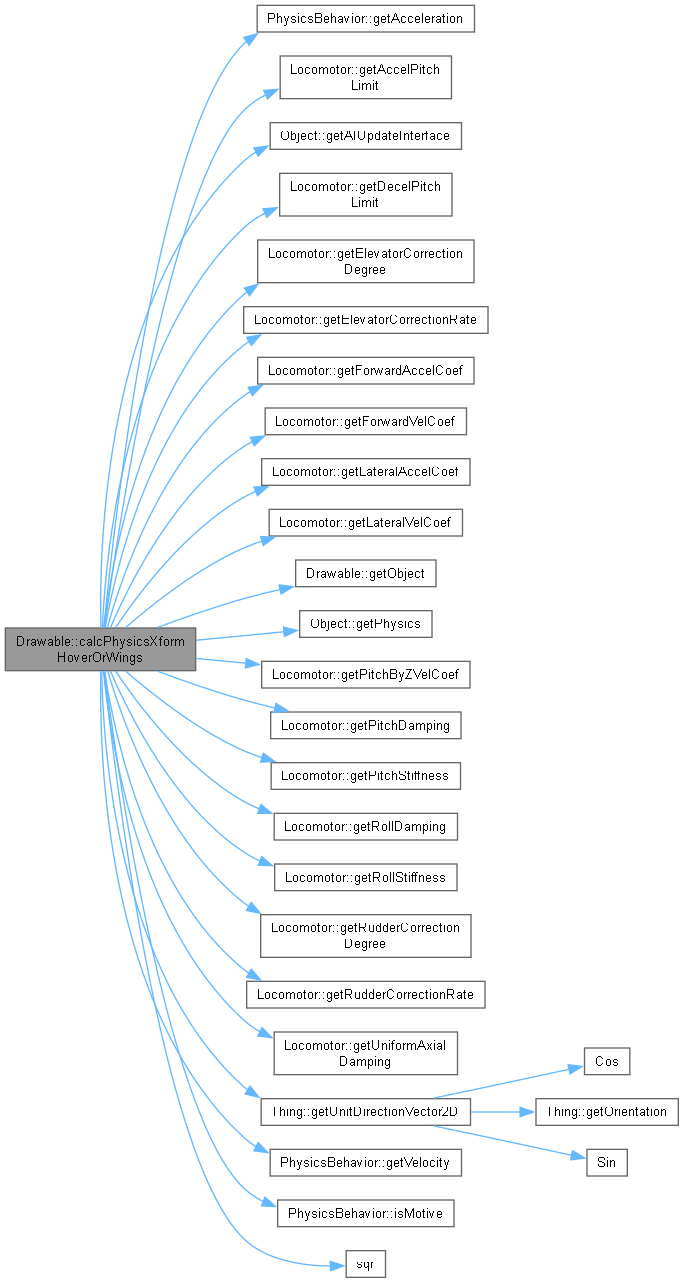 PhysicsBehavior::getAcceleration
Locomotor::getAccelPitch
Limit
Object::getAIUpdateInterface
Locomotor::getDecelPitch
Limit
Locomotor::getElevatorCorrection
Degree
Locomotor::getElevatorCorrectionRate
Locomotor::getForwardAccelCoef
Locomotor::getForwardVelCoef
Locomotor::getLateralAccelCoef
Locomotor::getLateralVelCoef
Drawable::getObject
Object::getPhysics
Drawable::calcPhysicsXform
HoverOrWings
Locomotor::getPitchByZVelCoef
Locomotor::getPitchDamping
Locomotor::getPitchStiffness
Locomotor::getRollDamping
Locomotor::getRollStiffness
Locomotor::getRudderCorrection
Degree
Locomotor::getRudderCorrectionRate
Locomotor::getUniformAxial
Damping
Cos
Thing::getUnitDirectionVector2D
Thing::getOrientation
Sin
PhysicsBehavior::getVelocity
PhysicsBehavior::isMotive
sqr